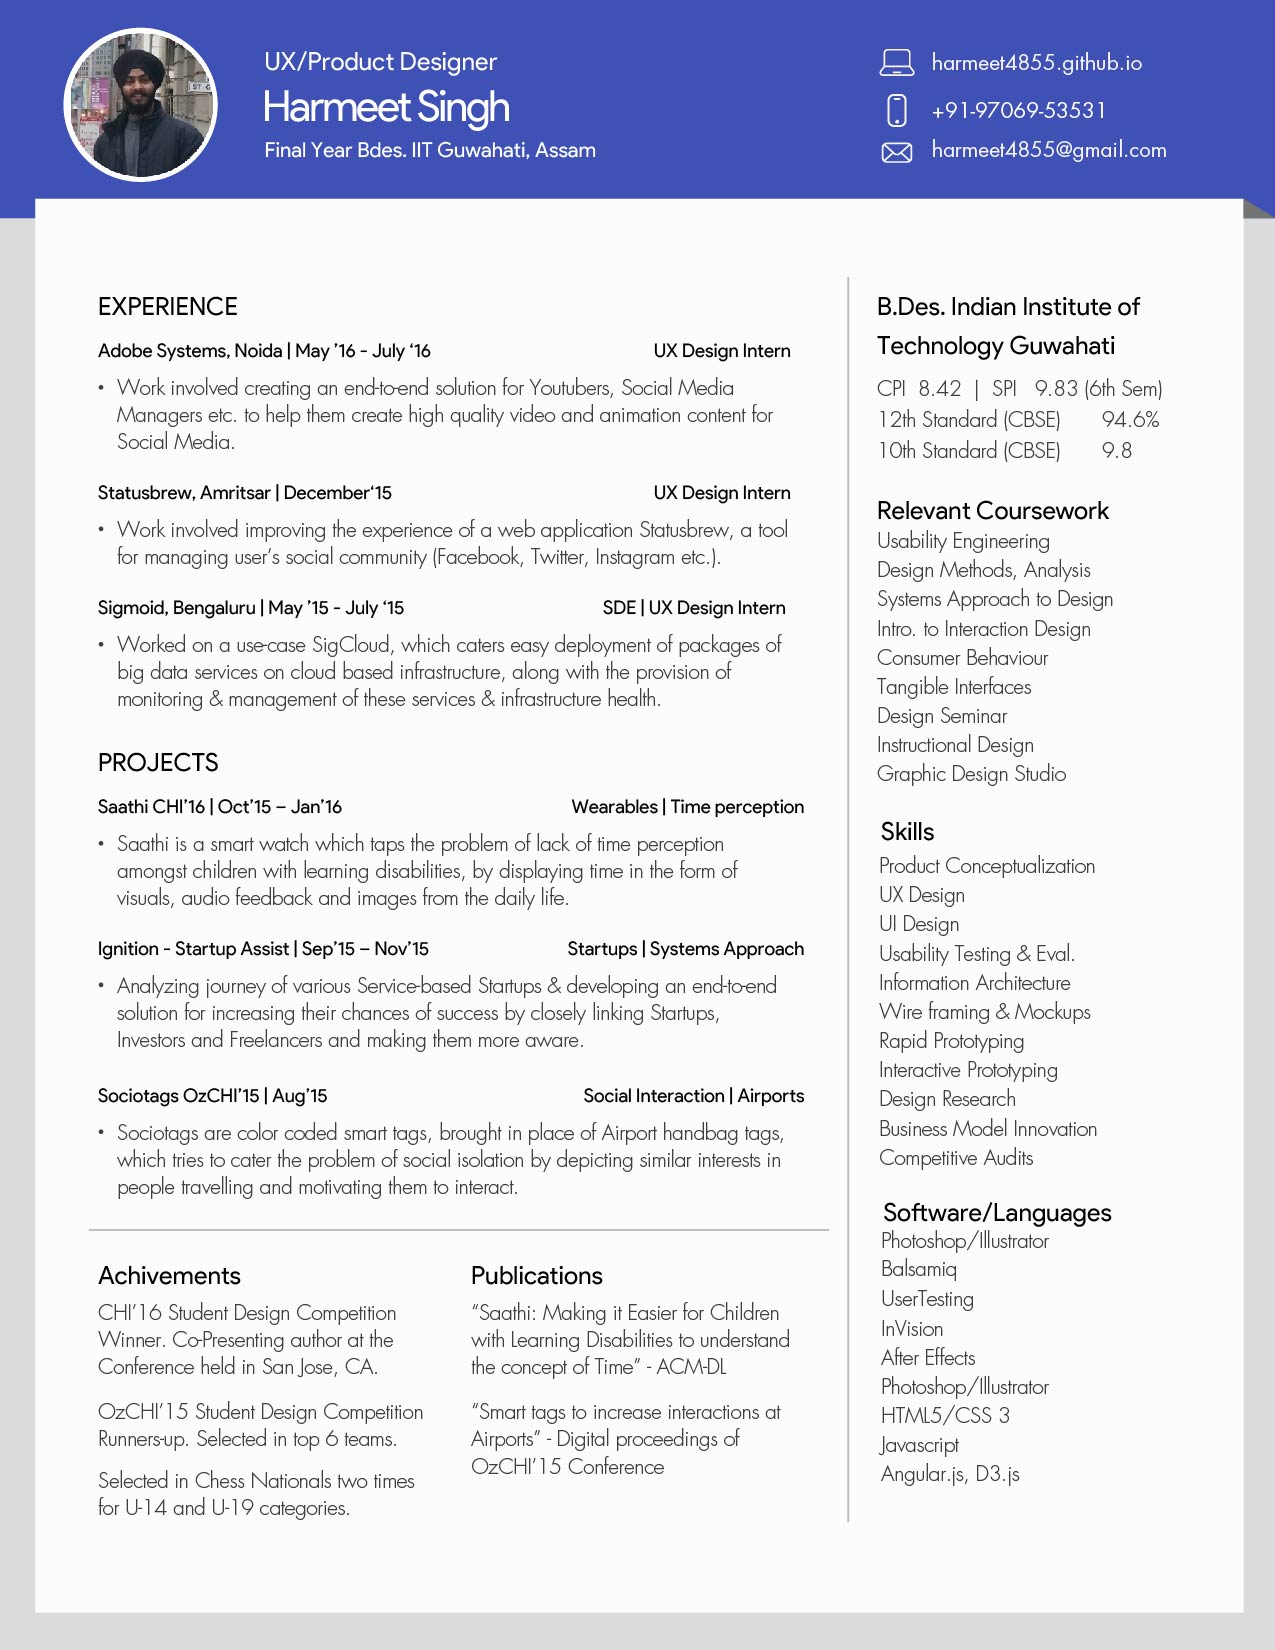 UX/Product Designer
Harmeet Singh
Final Year Bdes. IIT Guwahati, Assam
harmeet4855.github.io
+91-97069-53531
harmeet4855@gmail.com
ST G
EXPERIENCE
Adobe Systems, Noida | May ’16 - July ‘16 UX Design Intern
• Work involved creating an end-to-end solution for Youtubers, Social Media
Managers etc. to help them create high quality video and animation content for
Social Media.
Statusbrew, Amritsar | December‘15 UX Design Intern
• Work involved improving the experience of a web application Statusbrew, a tool
for managing user’s social community (Facebook, Twitter, Instagram etc.).
Sigmoid, Bengaluru | May ’15 - July ‘15 SDE | UX Design Intern
• Worked on a use-case SigCloud, which caters easy deployment of packages of
big data services on cloud based infrastructure, along with the provision of
monitoring & management of these services & infrastructure health.
PROJECTS
Saathi CHI’16 | Oct’15 – Jan’16 Wearables | Time perception
• Saathi is a smart watch which taps the problem of lack of time perception
amongst children with learning disabilities, by displaying time in the form of
visuals, audio feedback and images from the daily life.
Ignition - Startup Assist | Sep’15 – Nov’15 Startups | Systems Approach
• Analyzing journey of various Service-based Startups & developing an end-to-end
solution for increasing their chances of success by closely linking Startups,
Investors and Freelancers and making them more aware.
Sociotags OzCHI’15 | Aug’15 Social Interaction | Airports
• Sociotags are color coded smart tags, brought in place of Airport handbag tags,
which tries to cater the problem of social isolation by depicting similar interests in
people travelling and motivating them to interact.
Achivements
CHI’16 Student Design Competition
Winner. Co-Presenting author at the
Conference held in San Jose, CA.
OzCHI’15 Student Design Competition
Runners-up. Selected in top 6 teams.
Selected in Chess Nationals two times
for U-14 and U-19 categories.
Publications
“Saathi: Making it Easier for Children
with Learning Disabilities to understand
the concept of Time” - ACM-DL
“Smart tags to increase interactions at
Airports” - Digital proceedings of
OzCHI’15 Conference
B.Des. Indian Institute of
Technology Guwahati
CPI 8.42 | SPI 9.83 (6th Sem)
12th Standard (CBSE) 94.6%
10th Standard (CBSE) 9.8
Relevant Coursework
Usability Engineering
Design Methods, Analysis
Systems Approach to Design
Intro. to Interaction Design
Consumer Behaviour
Tangible Interfaces
Design Seminar
Instructional Design
Graphic Design Studio
Skills
Product Conceptualization
UX Design
UI Design
Usability Testing & Eval.
Information Architecture
Wire framing & Mockups
Rapid Prototyping
Interactive Prototyping
Design Research
Business Model Innovation
Competitive Audits
Software/Languages
Photoshop/Illustrator
Balsamiq
UserTesting
InVision
After Effects
Photoshop/Illustrator
HTML5/CSS 3
Javascript
Angular.js, D3.js